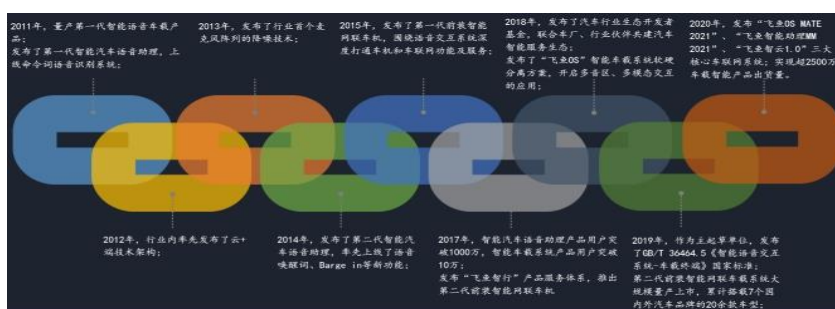 2011年，量产第一代智能语音车载产
品；
发布了第一代智能汽车语音助理，上
线命令词语音识别系统；
2013年，发布了行业首个麦
克风阵列的降噪技术；
2015年，发布了第一代前装智能
网联车机，围绕语音交互系统深
度打通车机和车联网功能及服务；
2018年，发布了汽车行业生态开发者
基金，联合车厂、行业伙伴共建汽车
智能服务生态；
发布了“飞鱼OS”智能车载系统软硬
分离方案，开启多音区、多模态交互
的应用；
2020年，发布“飞鱼OS MATE
2021”、“飞鱼智能助理MM
2021”、“飞鱼智云1.0”三大
核心车联网系统；实现超2500万
车载智能产品出货量。
2012年，行业内率先发布了云+
端技术架构；
2014年，发布了第二代智能汽
车语音助理，率先上线了语音
唤醒词、Barge in等新功能；
2017年，智能汽车语音助理产品用户突
破1000万，智能车载系统产品用户突破
10万；
发布“飞鱼智行”产品服务体系，推出
第二代前装智能网联车机
2019年，作为主起草单位，发布
了GB/T 36464.5《智能语音交互
系统-车载终端》国家标准；
第二代前装智能网联车载系统大
规模量产上市，累计搭载7个国
内外汽车品牌的20余款车型；